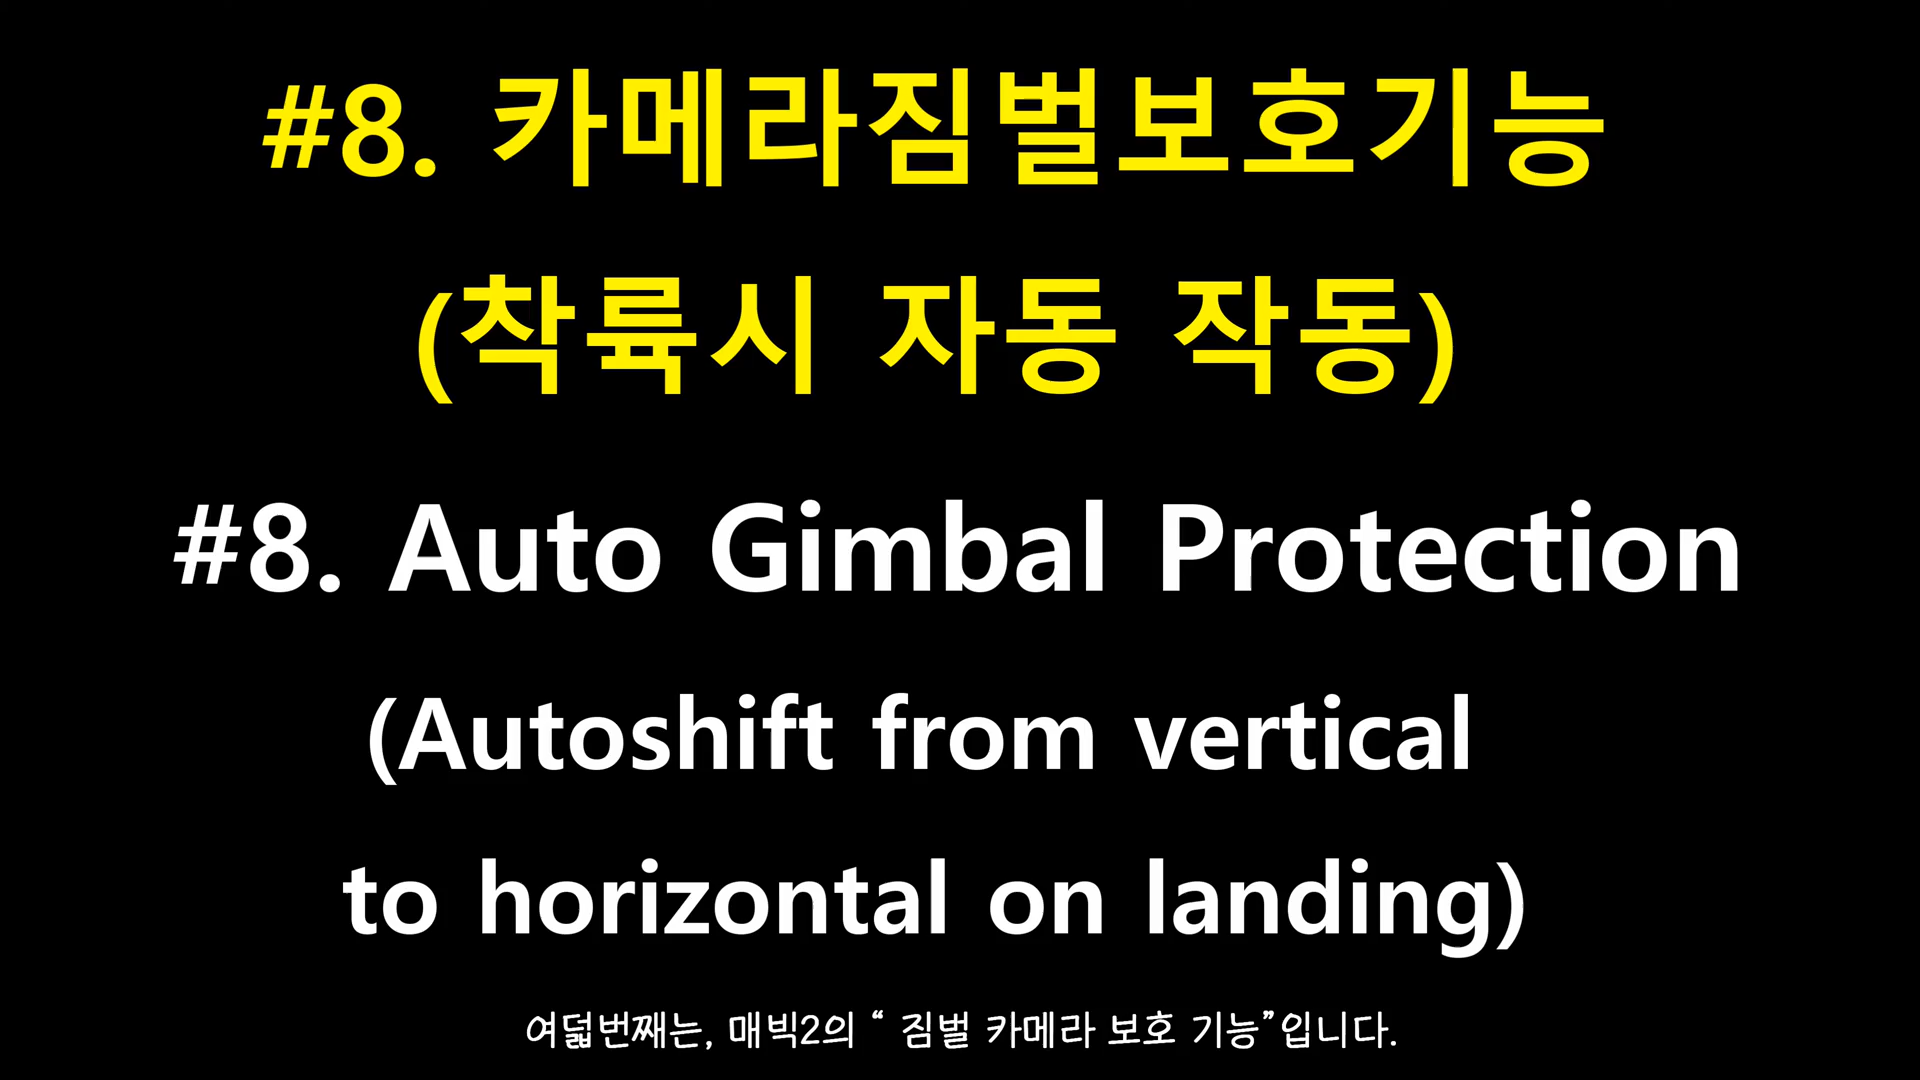 #8. 카메라짐벌보호기능
(착륙시 자동 작동)
#8. Auto Gimbal Protection
(Autoshift from vertical
to horizontal on landing)
여덟번째는, 매빅2의 “ 짐벌 카메라 보호 기능”입니다.